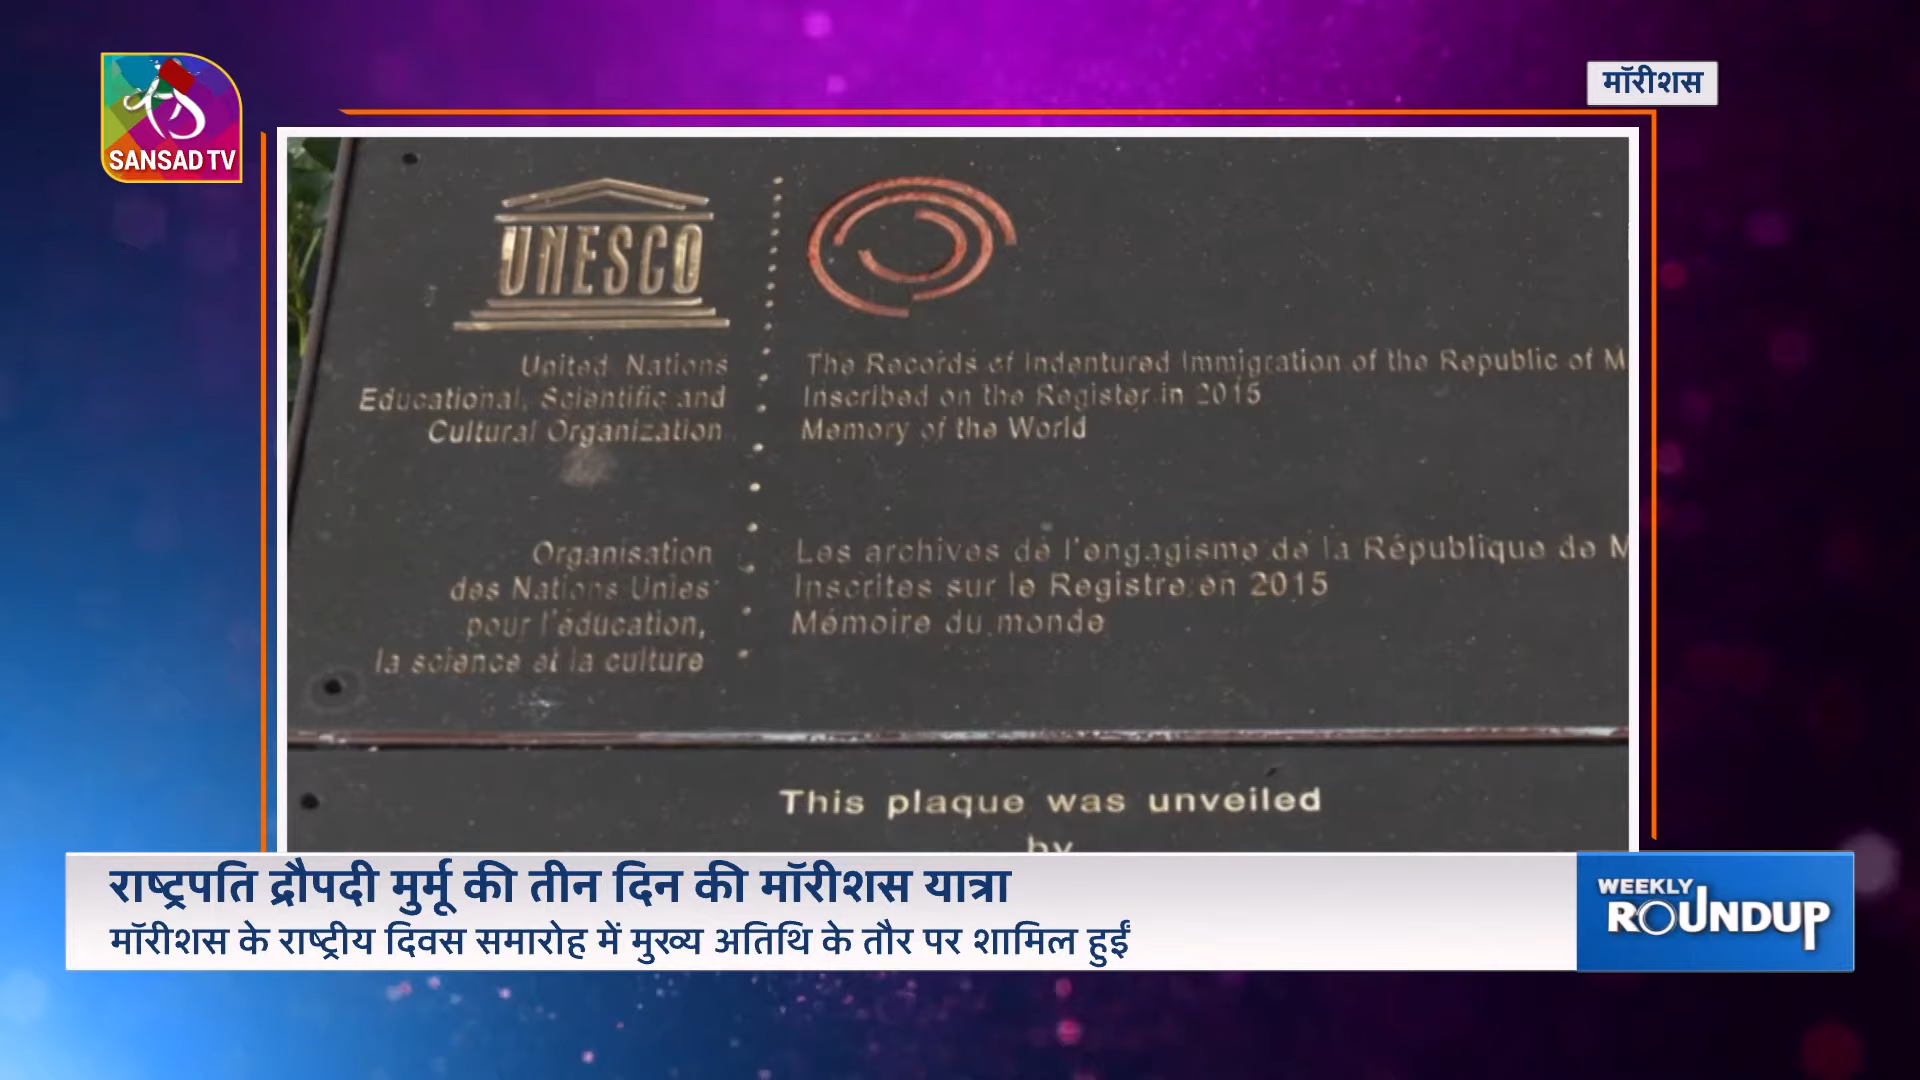 SANSAD TV
मॉरीशस
UNESCO
United Nations
Educational, Scientific and
Cultural Organization
The Records of Indentured Immigration of the Republic of M
Inscribed on the Register in 2015
Memory of the World
Organisation
des Nations Unies
pour l'éducation,
la science et la culture
Les archives de l'engagisme de la République de M
Inscrites sur le Registre en 2015
Mémoire du monde
This plaque was unveiled
by
राष्ट्रपति द्रौपदी मुर्मू की तीन दिन की मॉरीशस यात्रा
मॉरीशस के राष्ट्रीय दिवस समारोह में मुख्य अतिथि के तौर पर शामिल हुईं
WEEKLY
ROUNDUP